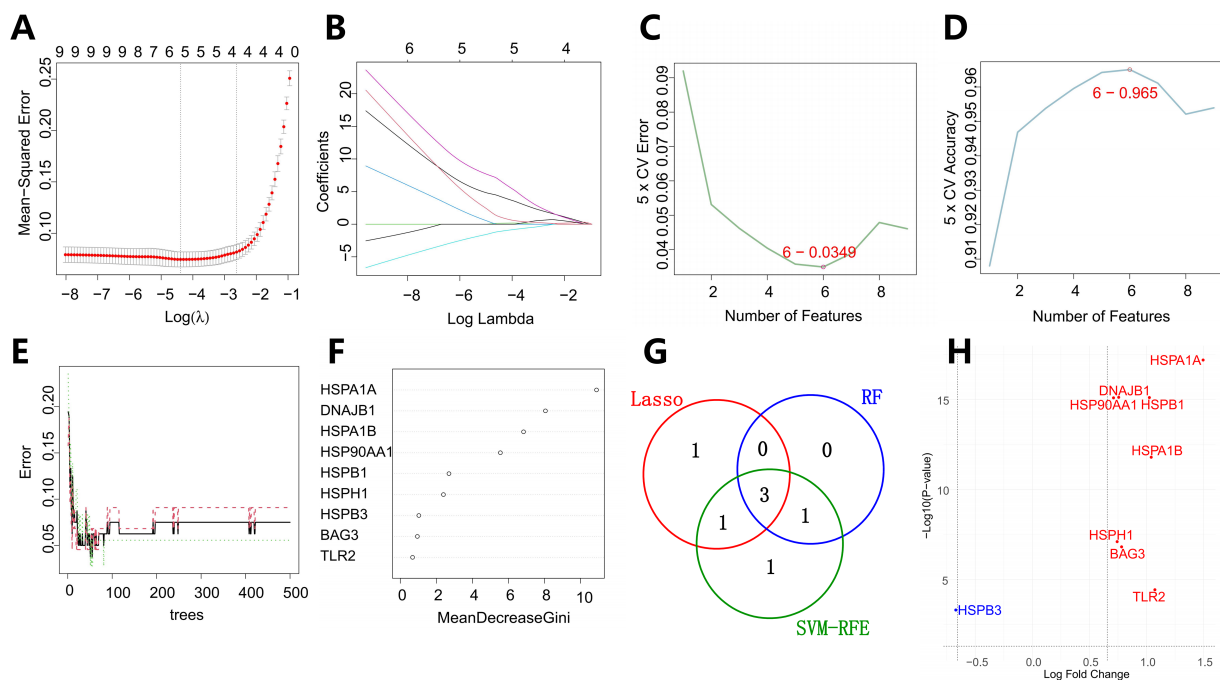 A
9 9 9 9 9 8 7 6 5 5 5 4 4 4 4 0
Mean-Squared Error
0.25
0.20
0.15
0.10
−8 −7 −6 −5 −4 −3 −2 −1
Log(λ)
B
6 5 5 4
Coefficients
20
15
10
5
0
−5
−8 −6 −4 −2
Log Lambda
C
5 x CV Error
0.09
0.08
0.07
0.06
0.05
0.04
6 − 0.0349
2 4 6 8
Number of Features
D
5 x CV Accuracy
0.96
0.95
0.94
0.93
0.92
0.91
6 − 0.965
2 4 6 8
Number of Features
E
Error
0.20
0.15
0.10
0.05
0 100 200 300 400 500
trees
F
HSPA1A
DNAJB1
HSPA1B
HSP90AA1
HSPB1
HSPH1
HSPB3
BAG3
TLR2
0 2 4 6 8 10
MeanDecreaseGini
G
Lasso
RF
1 0 0
3
1 1
1
SVM-RFE
H
−Log10(P−value)
15
10
5
HSPA1A
DNAJB1
HSP90AA1 HSPB1
HSPA1B
HSPH1
BAG3
TLR2
HSPB3
−0.5 0.0 0.5 1.0 1.5
Log Fold Change